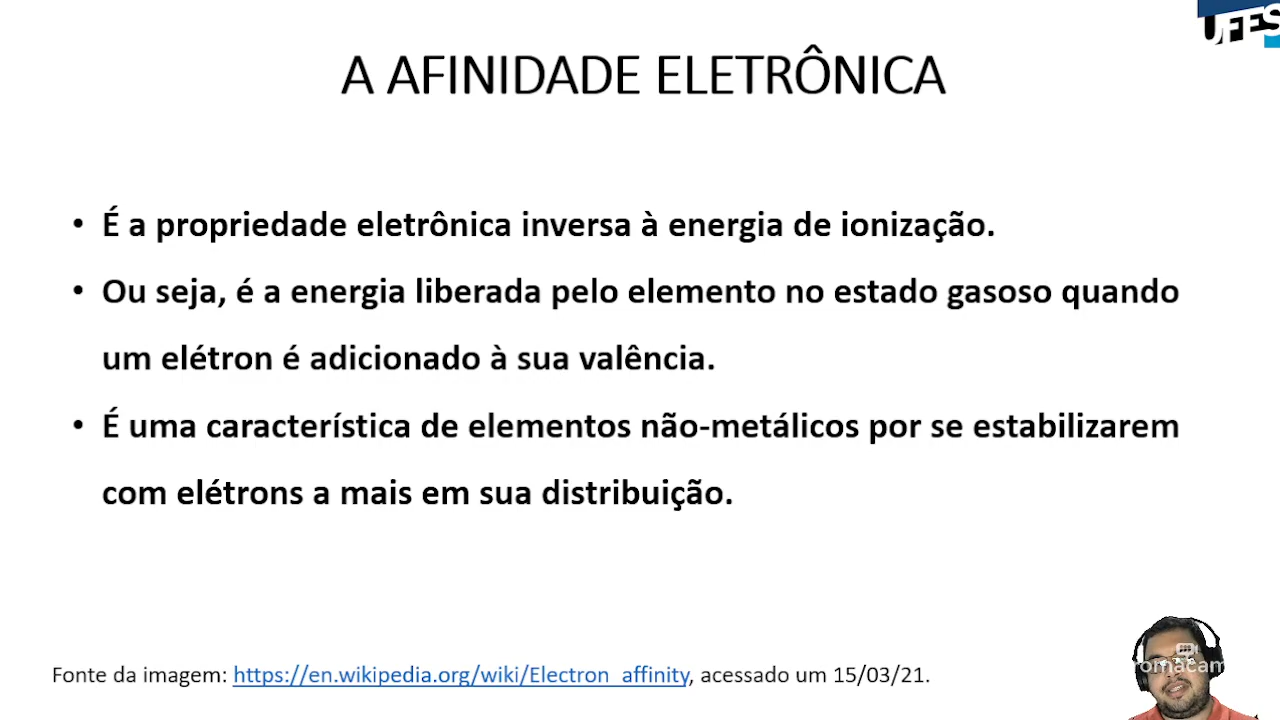 UFES
A AFINIDADE ELETRÔNICA
• É a propriedade eletrônica inversa à energia de ionização.
• Ou seja, é a energia liberada pelo elemento no estado gasoso quando
um elétron é adicionado à sua valência.
• É uma característica de elementos não-metálicos por se estabilizarem
com elétrons a mais em sua distribuição.
Fonte da imagem: https://en.wikipedia.org/wiki/Electron_affinity, acessado um 15/03/21.
romacam